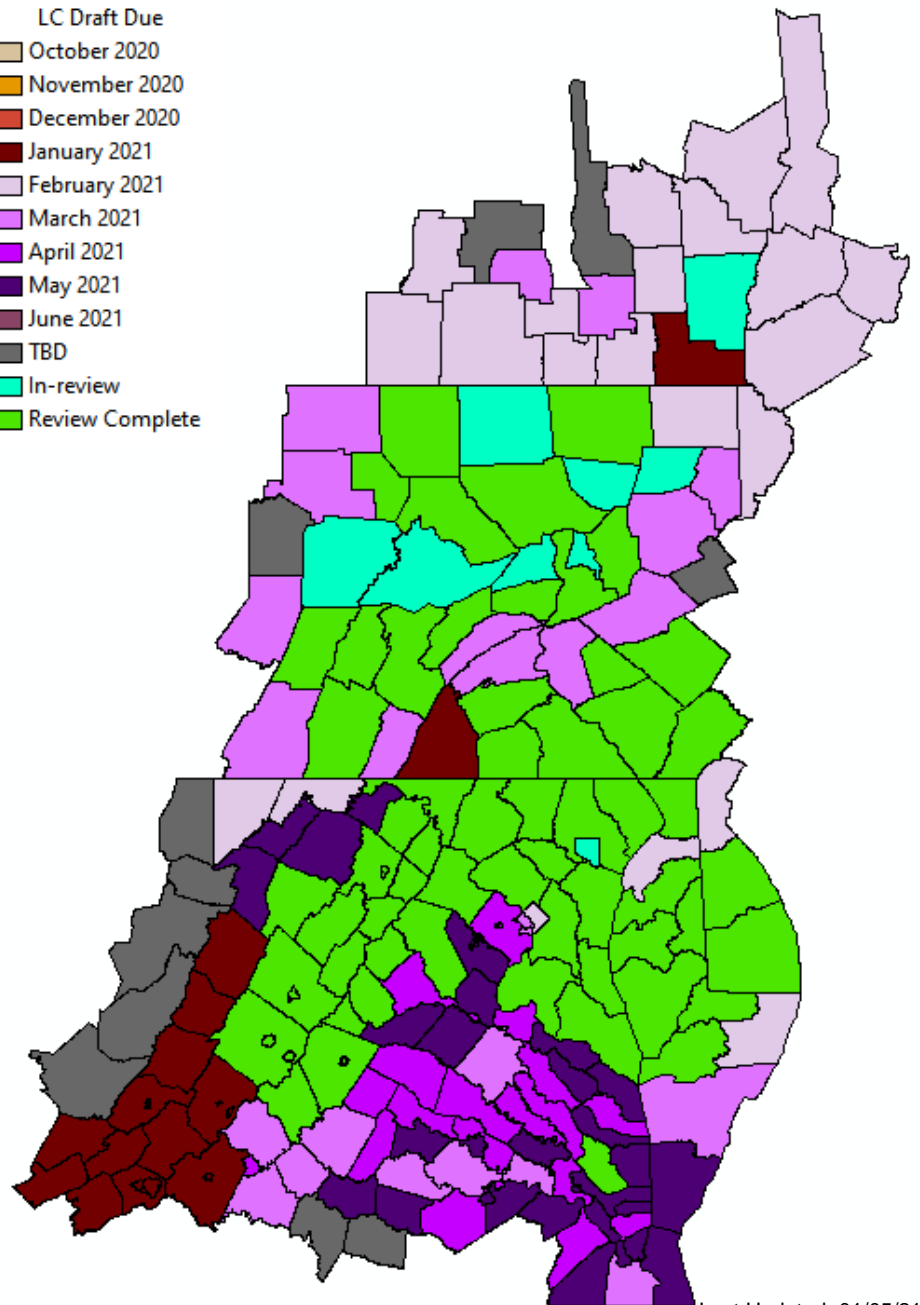 LC Draft Due
October 2020
November 2020
December 2020
January 2021
February 2021
March 2021
April 2021
May 2021
June 2021
TBD
In-review
Review Complete